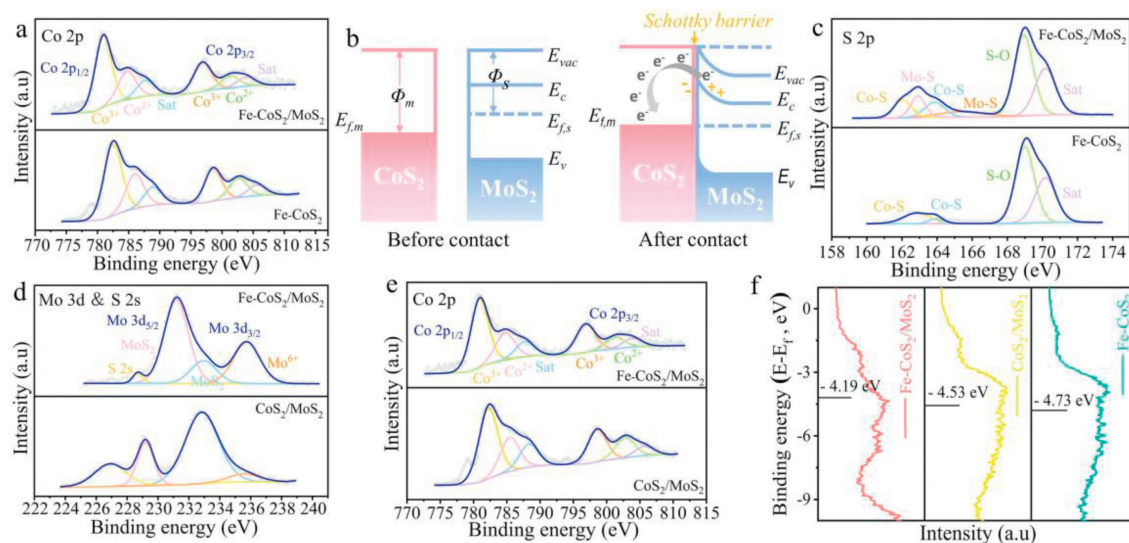 a
Co 2p
Co 2p1/2
Co 2p3/2
Sat
Co3+
Co2+
Sat
Co3+
Co2+
Fe-CoS2/MoS2
Fe-CoS2
Intensity (a.u)
770 775 780 785 790 795 800 805 810 815
Binding energy (eV)
b
Φm
Φs
Evac
Ec
Ef,m
Ef,s
Ev
CoS2
MoS2
Before contact
Schottky barrier
e- e- e- e- e- e-
Evac
Ec
Ef,m
Ef,s
Ev
CoS2
MoS2
After contact
c
S 2p
Fe-CoS2/MoS2
S-O
Mo-S
Co-S
Co-S
Mo-S
Sat
Fe-CoS2
S-O
Co-S
Co-S
Sat
Intensity (a.u)
158 160 162 164 166 168 170 172 174
Binding energy (eV)
d
Mo 3d & S 2s
Fe-CoS2/MoS2
Mo 3d5/2
Mo 3d3/2
MoS2
S 2s
MoS2
Mo6+
CoS2/MoS2
Intensity (a.u)
222 224 226 228 230 232 234 236 238 240
Binding energy (eV)
e
Co 2p
Co 2p1/2
Co 2p3/2
Sat
Co3+
Co2+
Sat
Co3+
Co2+
Fe-CoS2/MoS2
CoS2/MoS2
Intensity (a.u)
770 775 780 785 790 795 800 805 810 815
Binding energy (eV)
f
Binding energy (E-Ef, eV)
-3
-6
-9
- 4.19 eV
Fe-CoS2/MoS2
- 4.53 eV
CoS2/MoS2
- 4.73 eV
Fe-CoS2
Intensity (a.u)